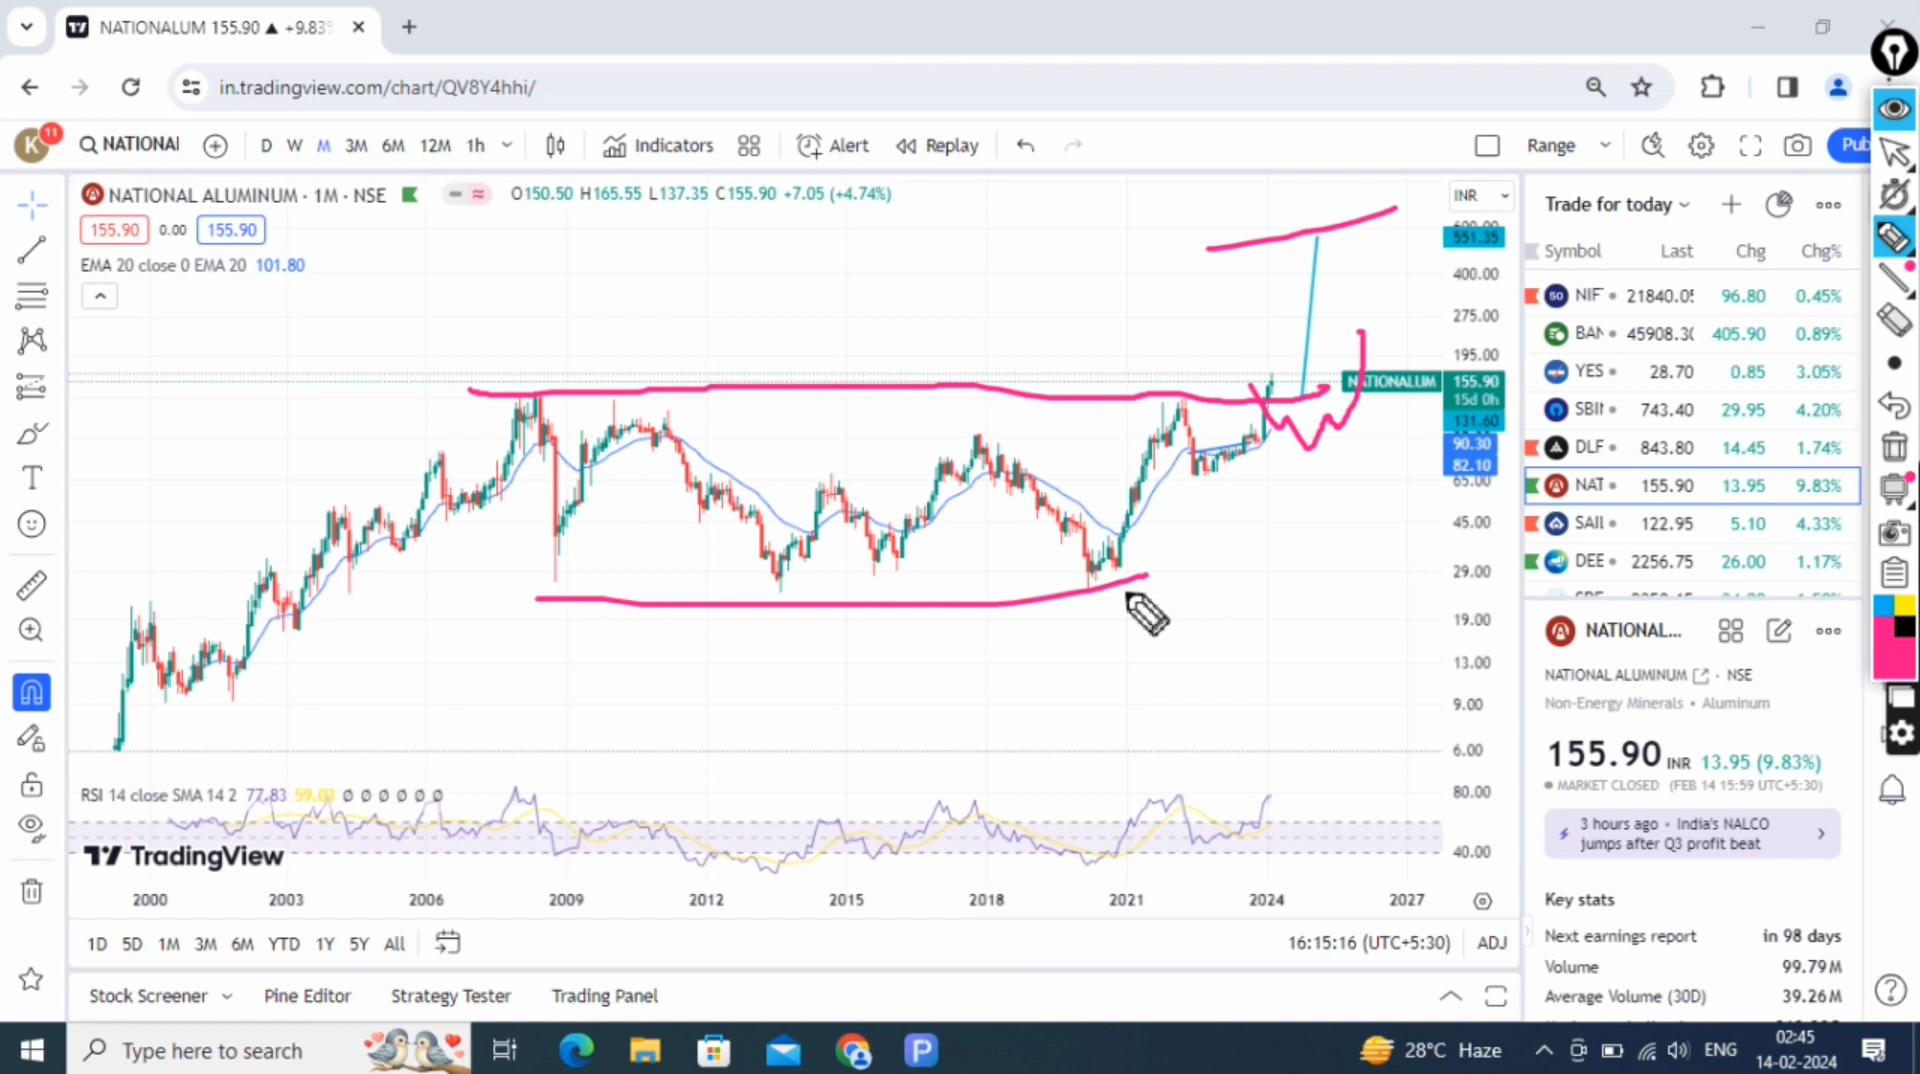 NATIONALUM 155.90 ▲ +9.83%
in.tradingview.com/chart/QV8Y4hhi/
K 11 NATIONAL D W M 3M 6M 12M 1h Indicators Alert Replay Range Pub
NATIONAL ALUMINUM · 1M · NSE O150.50 H165.55 L137.35 C155.90 +7.05 (+4.74%)
155.90 0.00 155.90
EMA 20 close 0 EMA 20 101.80
INR
551.35
400.00
275.00
195.00
NATIONALUM 155.90
15d 0h
131.60
90.30
82.10
65.00
45.00
29.00
19.00
13.00
9.00
6.00
RSI 14 close SMA 14 2 77.83 Ø Ø Ø Ø Ø Ø
80.00
40.00
TradingView
2000 2003 2006 2009 2012 2015 2018 2021 2024 2027
1D 5D 1M 3M 6M YTD 1Y 5Y All 16:15:16 (UTC+5:30) ADJ
Stock Screener Pine Editor Strategy Tester Trading Panel
Trade for today
Symbol Last Chg Chg%
50 NIF 21840.05 96.80 0.45%
BAN 45908.30 405.90 0.89%
YES 28.70 0.85 3.05%
SBI 743.40 29.95 4.20%
DLF 843.80 14.45 1.74%
NAT 155.90 13.95 9.83%
SAIL 122.95 5.10 4.33%
DEE 2256.75 26.00 1.17%
NATIONAL...
NATIONAL ALUMINUM · NSE
Non-Energy Minerals • Aluminum
155.90 INR 13.95 (9.83%)
MARKET CLOSED (FEB 14 15:59 UTC+5:30)
3 hours ago • India's NALCO
jumps after Q3 profit beat
Key stats
Next earnings report in 98 days
Volume 99.79M
Average Volume (30D) 39.26M
Type here to search
28°C Haze ENG
02:45
14-02-2024